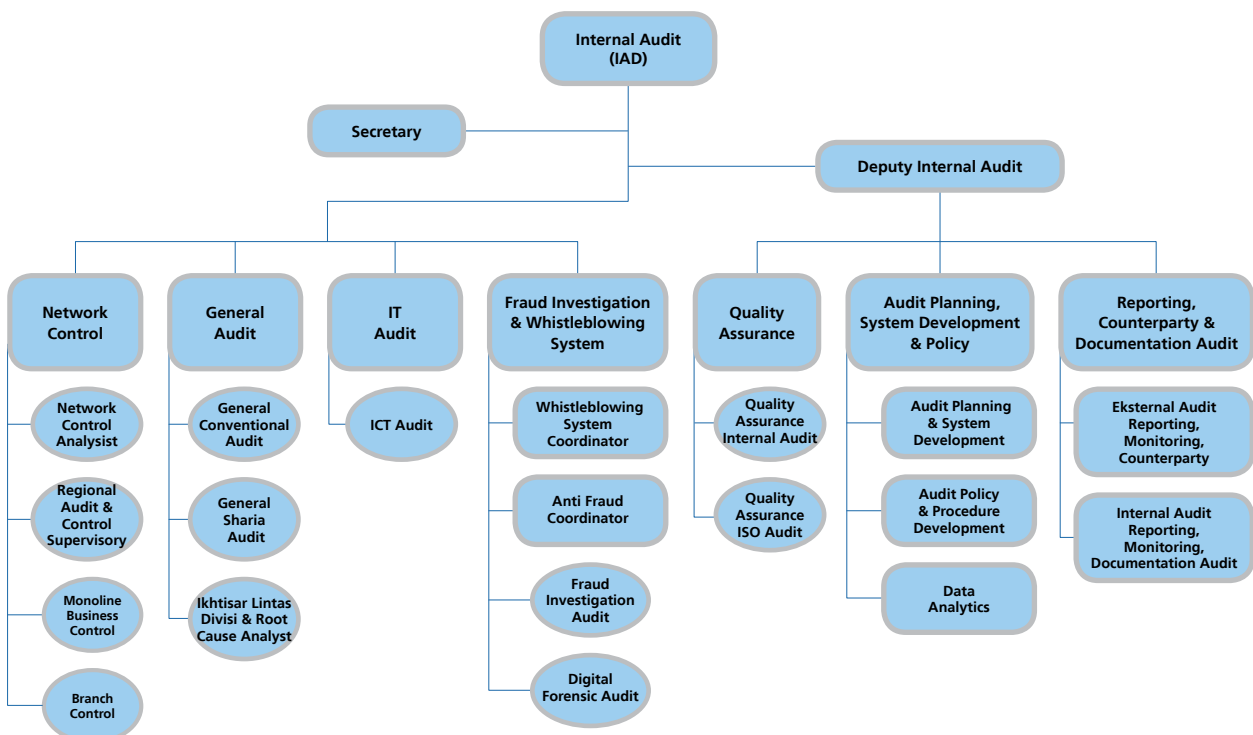 Internal Audit
(IAD)
Secretary
Deputy Internal Audit
Network
Control
General
Audit
IT
Audit
Fraud Investigation
& Whistleblowing
System
Quality
Assurance
Audit Planning,
System Development
& Policy
Reporting,
Counterparty &
Documentation Audit
Network
Control
Analysist
Regional
Audit &
Control
Supervisory
Monoline
Business
Control
Branch
Control
General
Conventional
Audit
General
Sharia
Audit
Ikhtisar Lintas
Divisi & Root
Cause Analyst
ICT Audit
Whistleblowing
System
Coordinator
Anti Fraud
Coordinator
Fraud
Investigation
Audit
Digital
Forensic Audit
Quality
Assurance
Internal Audit
Quality
Assurance
ISO Audit
Audit Planning
& System
Development
Audit Policy
& Procedure
Development
Data
Analytics
Eksternal Audit
Reporting,
Monitoring,
Counterparty
Internal Audit
Reporting,
Monitoring,
Documentation Audit